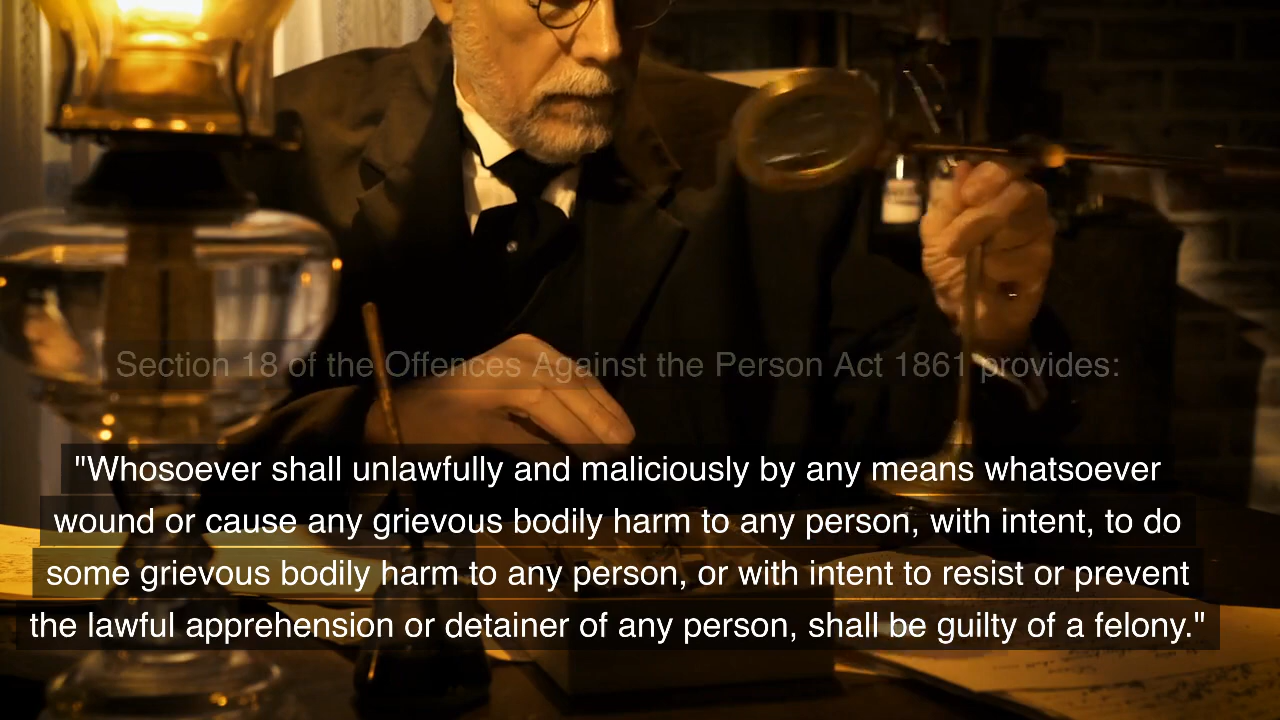 Section 18 of the Offences Against the Person Act 1861 provides:
"Whosoever shall unlawfully and maliciously by any means whatsoever
wound or cause any grievous bodily harm to any person, with intent, to do
some grievous bodily harm to any person, or with intent to resist or prevent
the lawful apprehension or detainer of any person, shall be guilty of a felony."